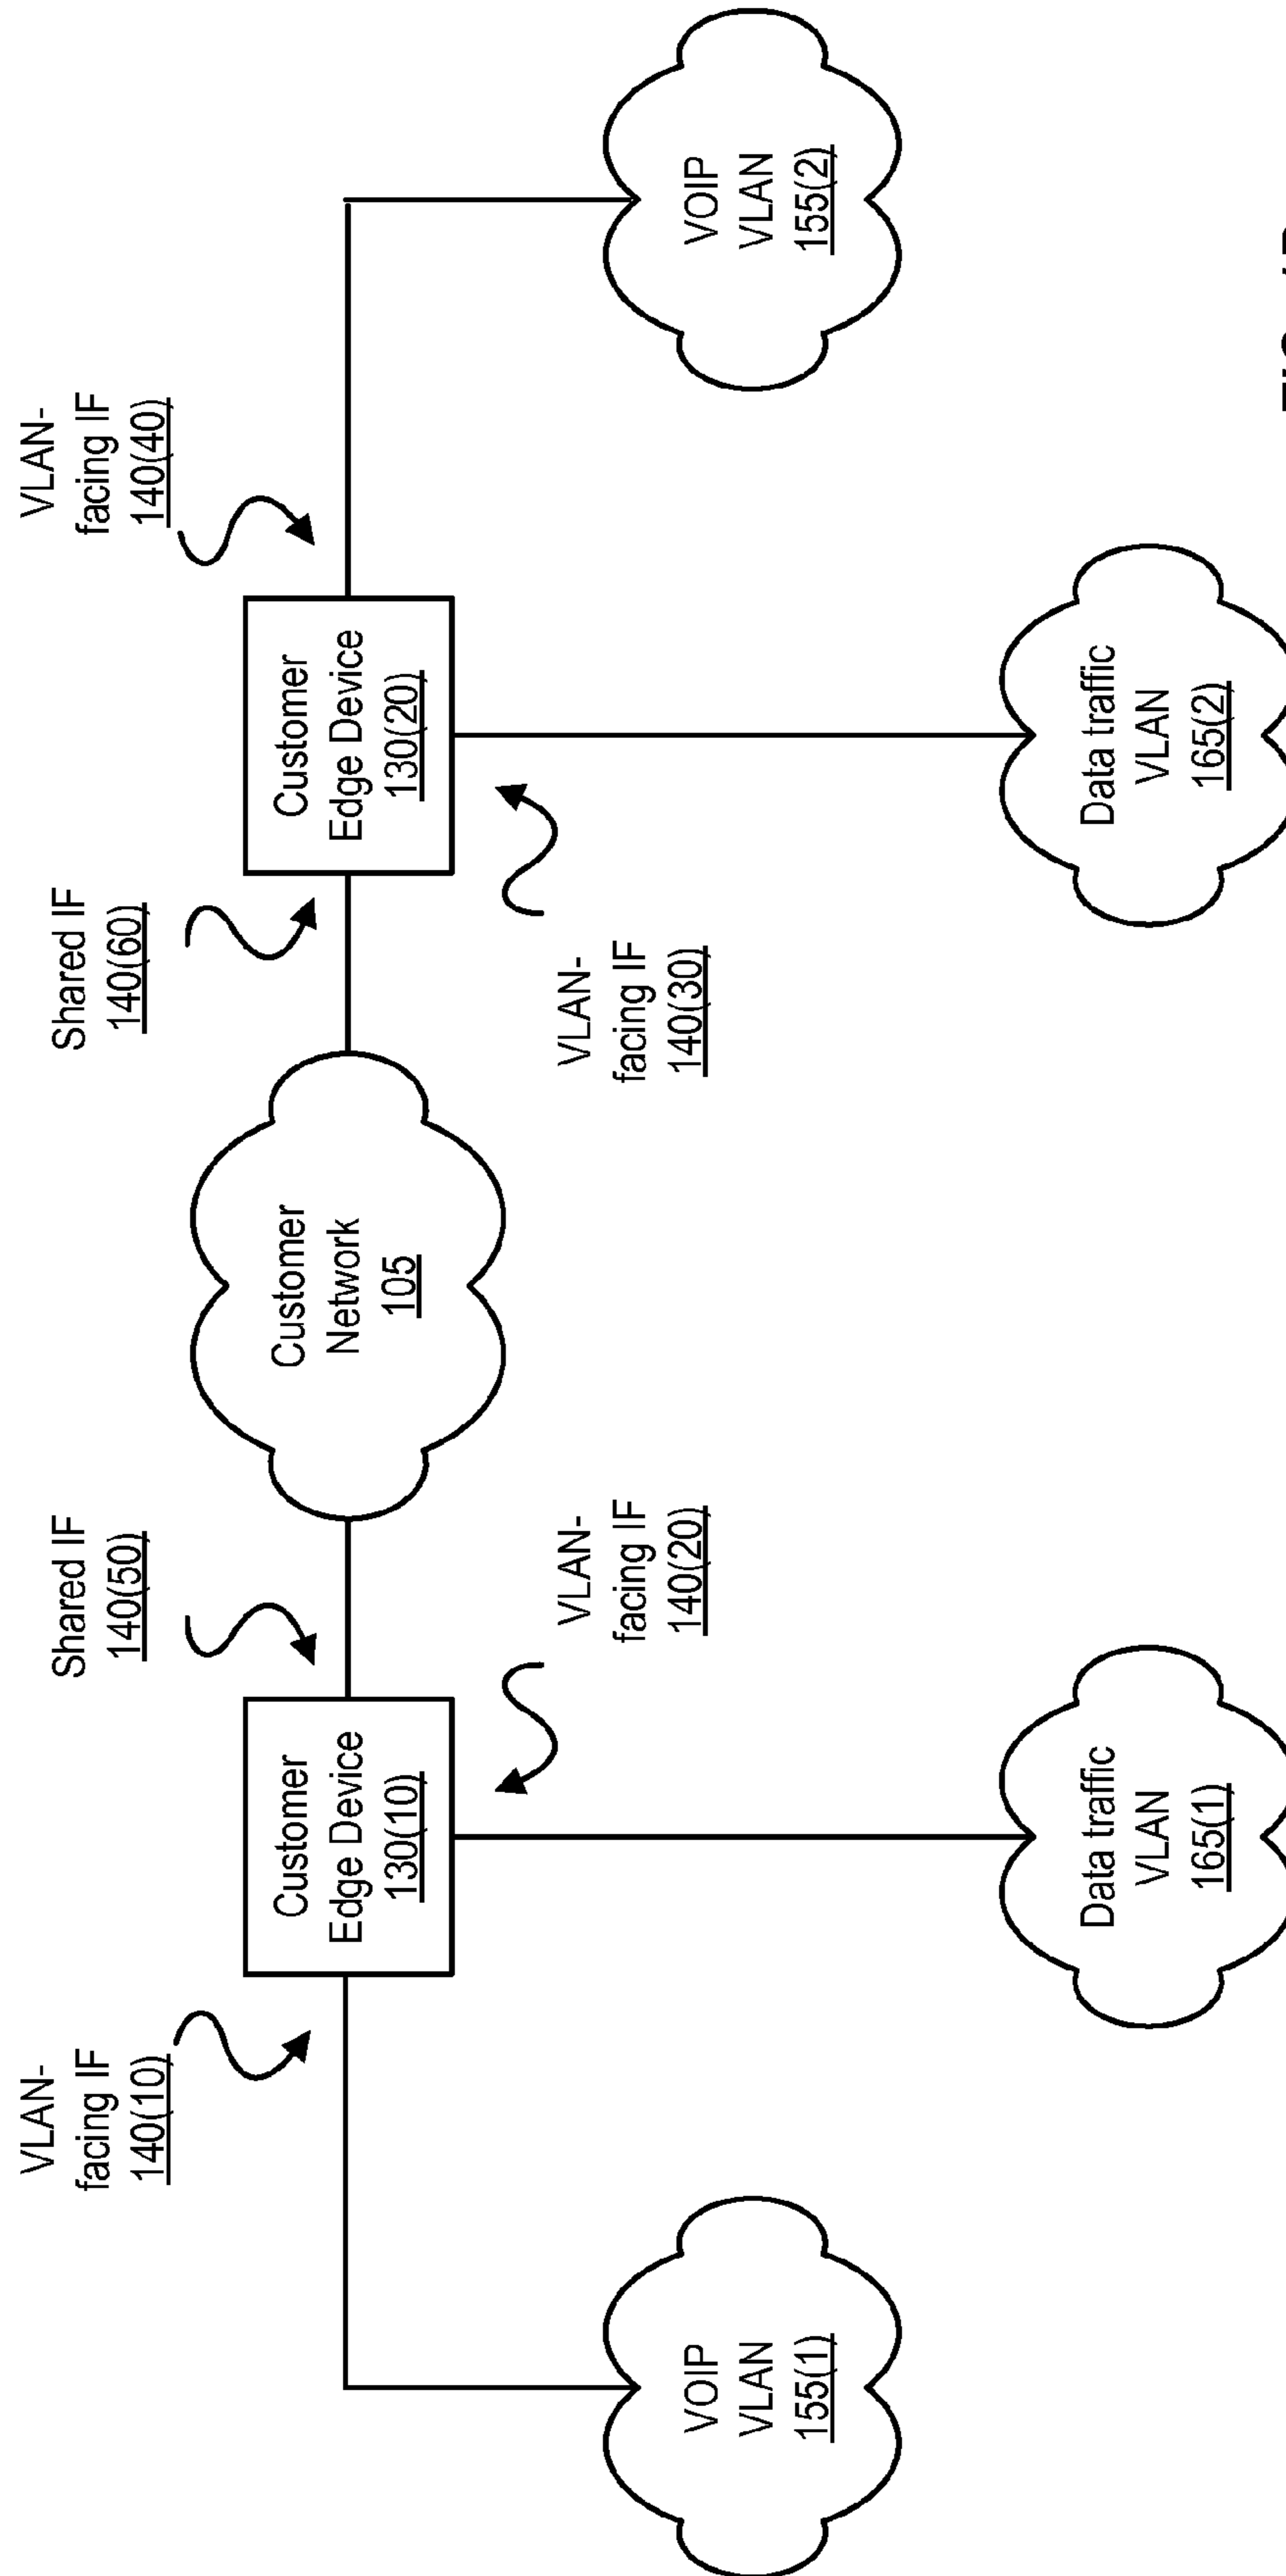 VLAN-
facing IF
140(10)
Shared IF
140(50)
Shared IF
140(60)
VLAN-
facing IF
140(40)
Customer
Edge Device
130(10)
Customer
Network
105
Customer
Edge Device
130(20)
VLAN-
facing IF
140(20)
VLAN-
facing IF
140(30)
VOIP
VLAN
155(1)
VOIP
VLAN
155(2)
Data traffic
VLAN
165(1)
Data traffic
VLAN
165(2)